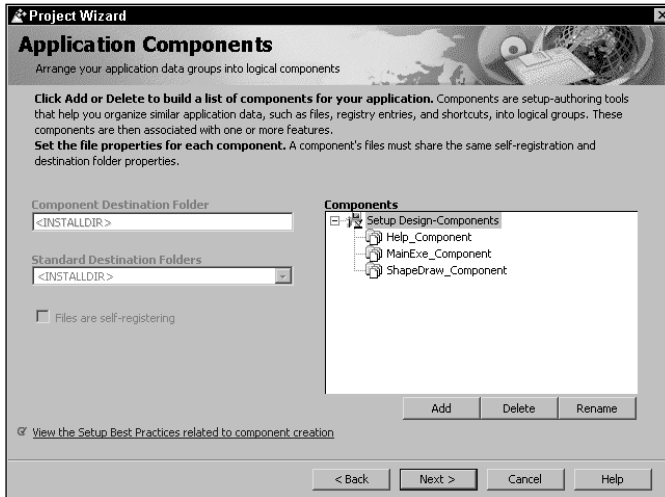 Project Wizard
Application Components
Arrange your application data groups into logical components
Click Add or Delete to build a list of components for your application. Components are setup-authoring tools
that help you organize similar application data, such as files, registry entries, and shortcuts, into logical groups. These
components are then associated with one or more features.
Set the file properties for each component. A component's files must share the same self-registration and
destination folder properties.
Component Destination Folder
<INSTALLDIR>
Standard Destination Folders
<INSTALLDIR>
Files are self-registering
Components
Setup Design-Components
Help_Component
MainExe_Component
ShapeDraw_Component
Add Delete Rename
View the Setup Best Practices related to component creation
< Back Next > Cancel Help